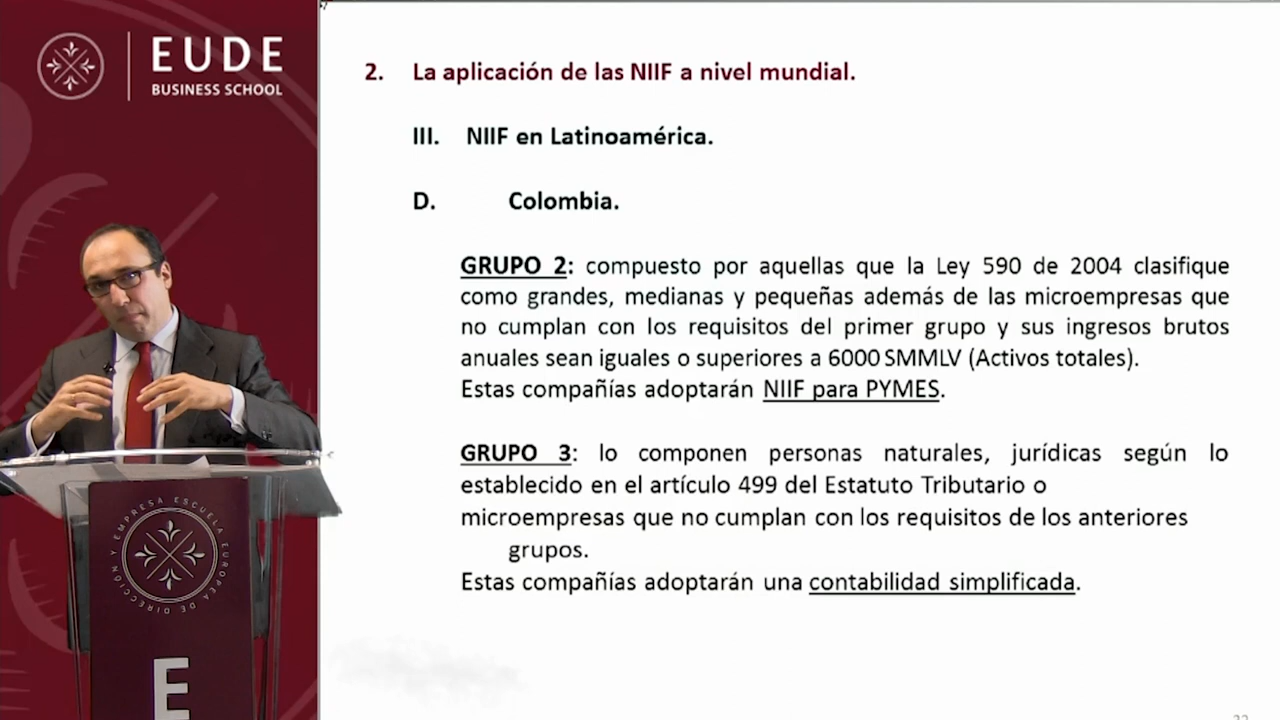 EUDE
BUSINESS SCHOOL
2. La aplicación de las NIIF a nivel mundial.
III. NIIF en Latinoamérica.
D. Colombia.
GRUPO 2: compuesto por aquellas que la Ley 590 de 2004 clasifique
como grandes, medianas y pequeñas además de las microempresas que
no cumplan con los requisitos del primer grupo y sus ingresos brutos
anuales sean iguales o superiores a 6000 SMMLV (Activos totales).
Estas compañías adoptarán NIIF para PYMES.
GRUPO 3: lo componen personas naturales, jurídicas según lo
establecido en el artículo 499 del Estatuto Tributario o
microempresas que no cumplan con los requisitos de los anteriores
grupos.
Estas compañías adoptarán una contabilidad simplificada.
ESCUELA EUROPEA DE DIRECCIÓN Y EMPRESA
E